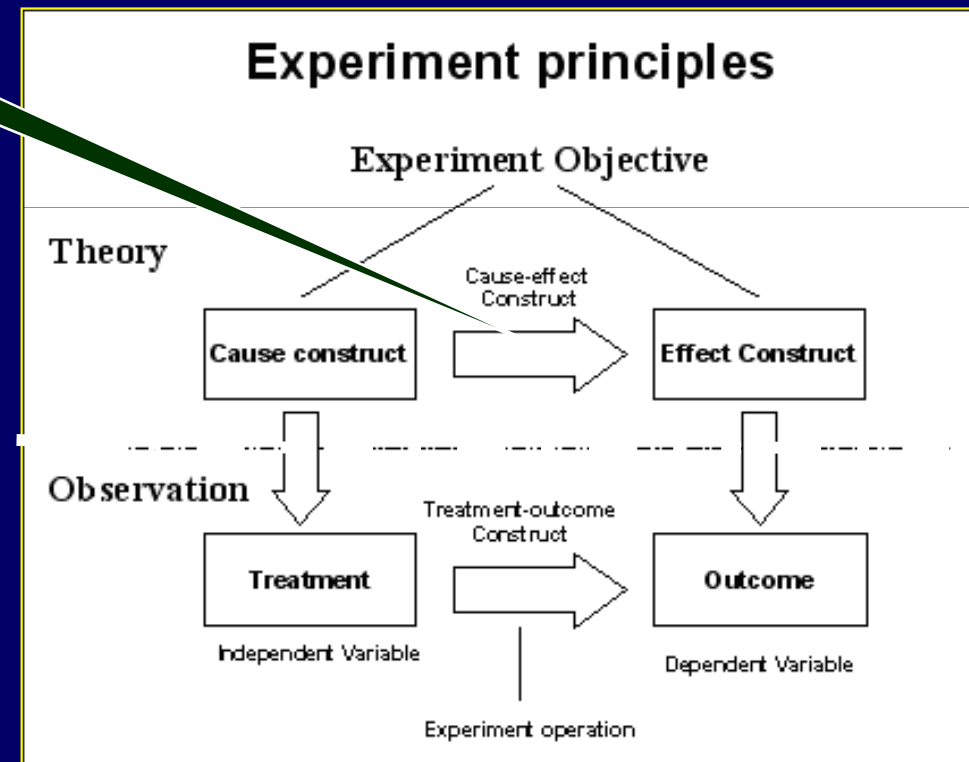 Experiment principles
Experiment Objective
Theory
Cause-effect
Construct
Cause construct
Effect Construct
Observation
Treatment-outcome
Construct
Treatment
Outcome
Independent Variable
Dependent Variable
Experiment operation